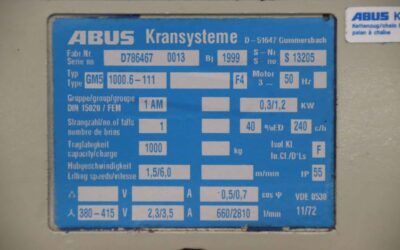 ABUS Kransysteme D-51647 Gummersbach
Fabr Nr
Serie no D786467 0013 Bj 1999 S-Nr S 13205
Typ
Type GM5 1000.6-111 F4 Motor 3~ 50 Hz
Gruppe/group/groupe
DIN 15020 / FEM 1 AM 0,3/1,2 KW
Strangzahl/no.of falls
nombre de brins 1 40 %ED 240 c/h
Tragfähigkeit
capacity/charge 1000 kg Isol Kl. In.Cl./Cl'Is F
Hubgeschwindigkeit
Lifting speeds/vitesse 1,5/6,0 m/min IP 55
V A 0,5/0,7 cos Ψ VDE 0530
380-415 V 2,3/3,5 A 660/2810 1/min 11/72
ABUS K
Kettenzug/chain
palan à chaîne